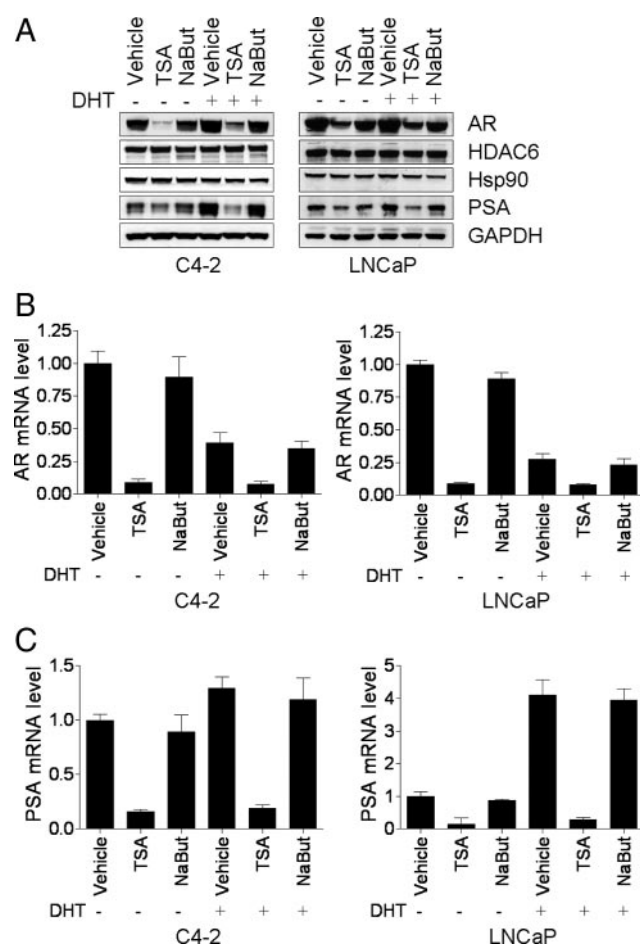 A
Vehicle TSA NaBut Vehicle TSA NaBut
Vehicle TSA NaBut Vehicle TSA NaBut
DHT - - - + + +
- - - + + +
AR
HDAC6
Hsp90
PSA
GAPDH
C4-2
LNCaP
B
AR mRNA level
1.25
1.00
0.75
0.50
0.25
0.00
Vehicle TSA NaBut Vehicle TSA NaBut
DHT - - - + + +
C4-2
AR mRNA level
1.25
1.00
0.75
0.50
0.25
0.00
Vehicle TSA NaBut Vehicle TSA NaBut
DHT - - - + + +
LNCaP
C
PSA mRNA level
1.5
1.0
0.5
0.0
Vehicle TSA NaBut Vehicle TSA NaBut
DHT - - - + + +
C4-2
PSA mRNA level
5
4
3
2
1
0
Vehicle TSA NaBut Vehicle TSA NaBut
DHT - - - + + +
LNCaP